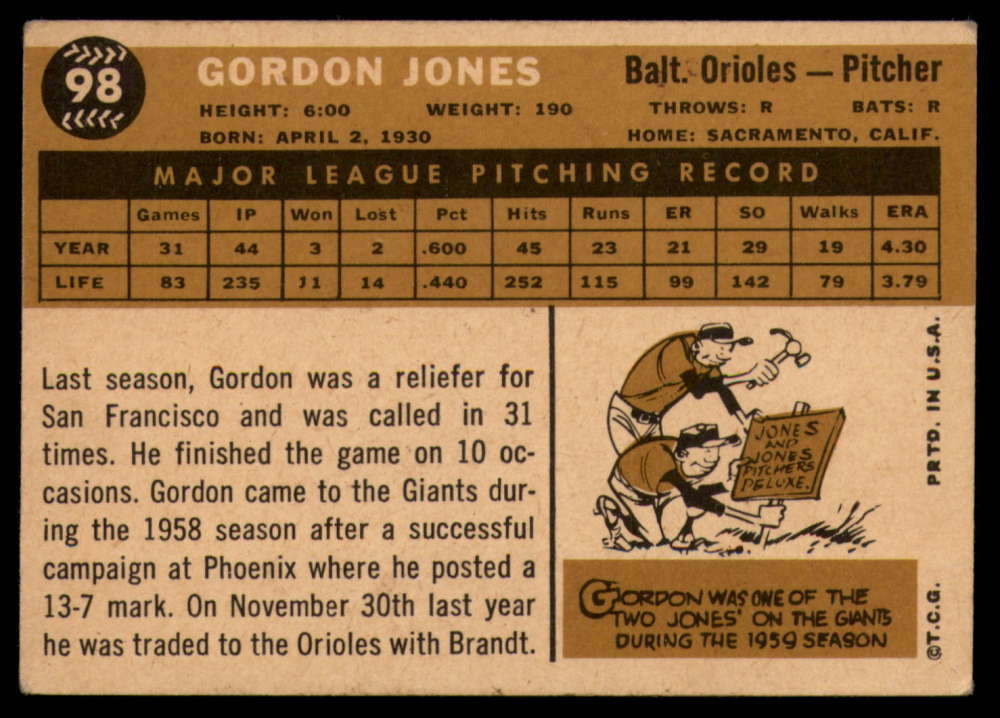 98
GORDON JONES
Balt. Orioles — Pitcher
HEIGHT: 6:00 WEIGHT: 190 THROWS: R BATS: R
BORN: APRIL 2, 1930 HOME: SACRAMENTO, CALIF.
MAJOR LEAGUE PITCHING RECORD
Games IP Won Lost Pct Hits Runs ER SO Walks ERA
YEAR 31 44 3 2 .600 45 23 21 29 19 4.30
LIFE 83 235 11 14 .440 252 115 99 142 79 3.79
Last season, Gordon was a reliefer for
San Francisco and was called in 31
times. He finished the game on 10 oc-
casions. Gordon came to the Giants dur-
ing the 1958 season after a successful
campaign at Phoenix where he posted a
13-7 mark. On November 30th last year
he was traded to the Orioles with Brandt.
JONES
AND
JONES
PITCHERS
DELUXE.
GORDON WAS ONE OF THE
TWO JONES' ON THE GIANTS
DURING THE 1959 SEASON
PRTD. IN U.S.A.
©T.C.G.